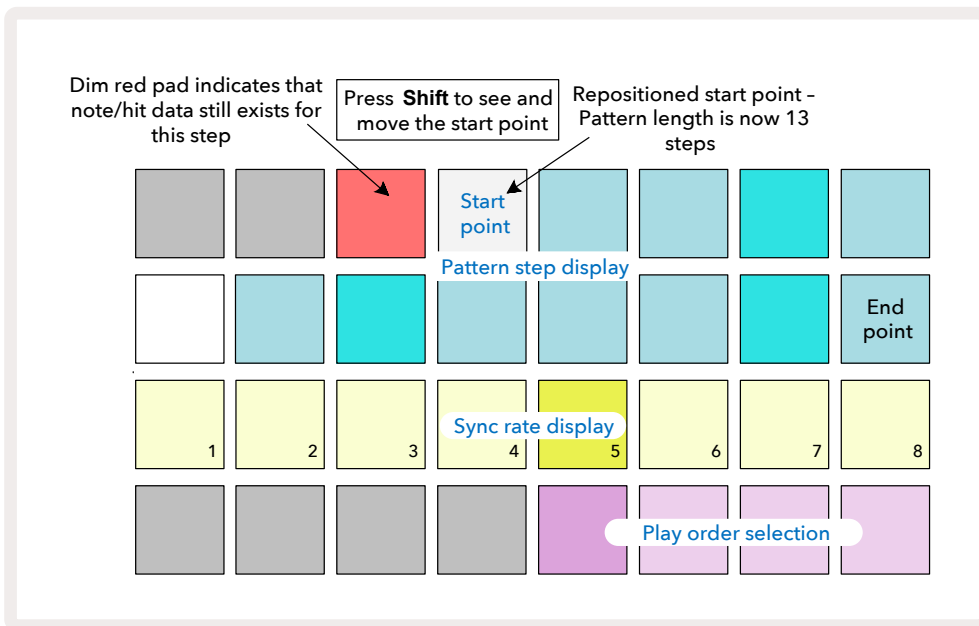 Dim red pad indicates that
note/hit data still exists for
this step
Press Shift to see and
move the start point
Repositioned start point –
Pattern length is now 13
steps
Start
point
Pattern step display
End
point
Sync rate display
1 2 3 4 5 6 7 8
Play order selection